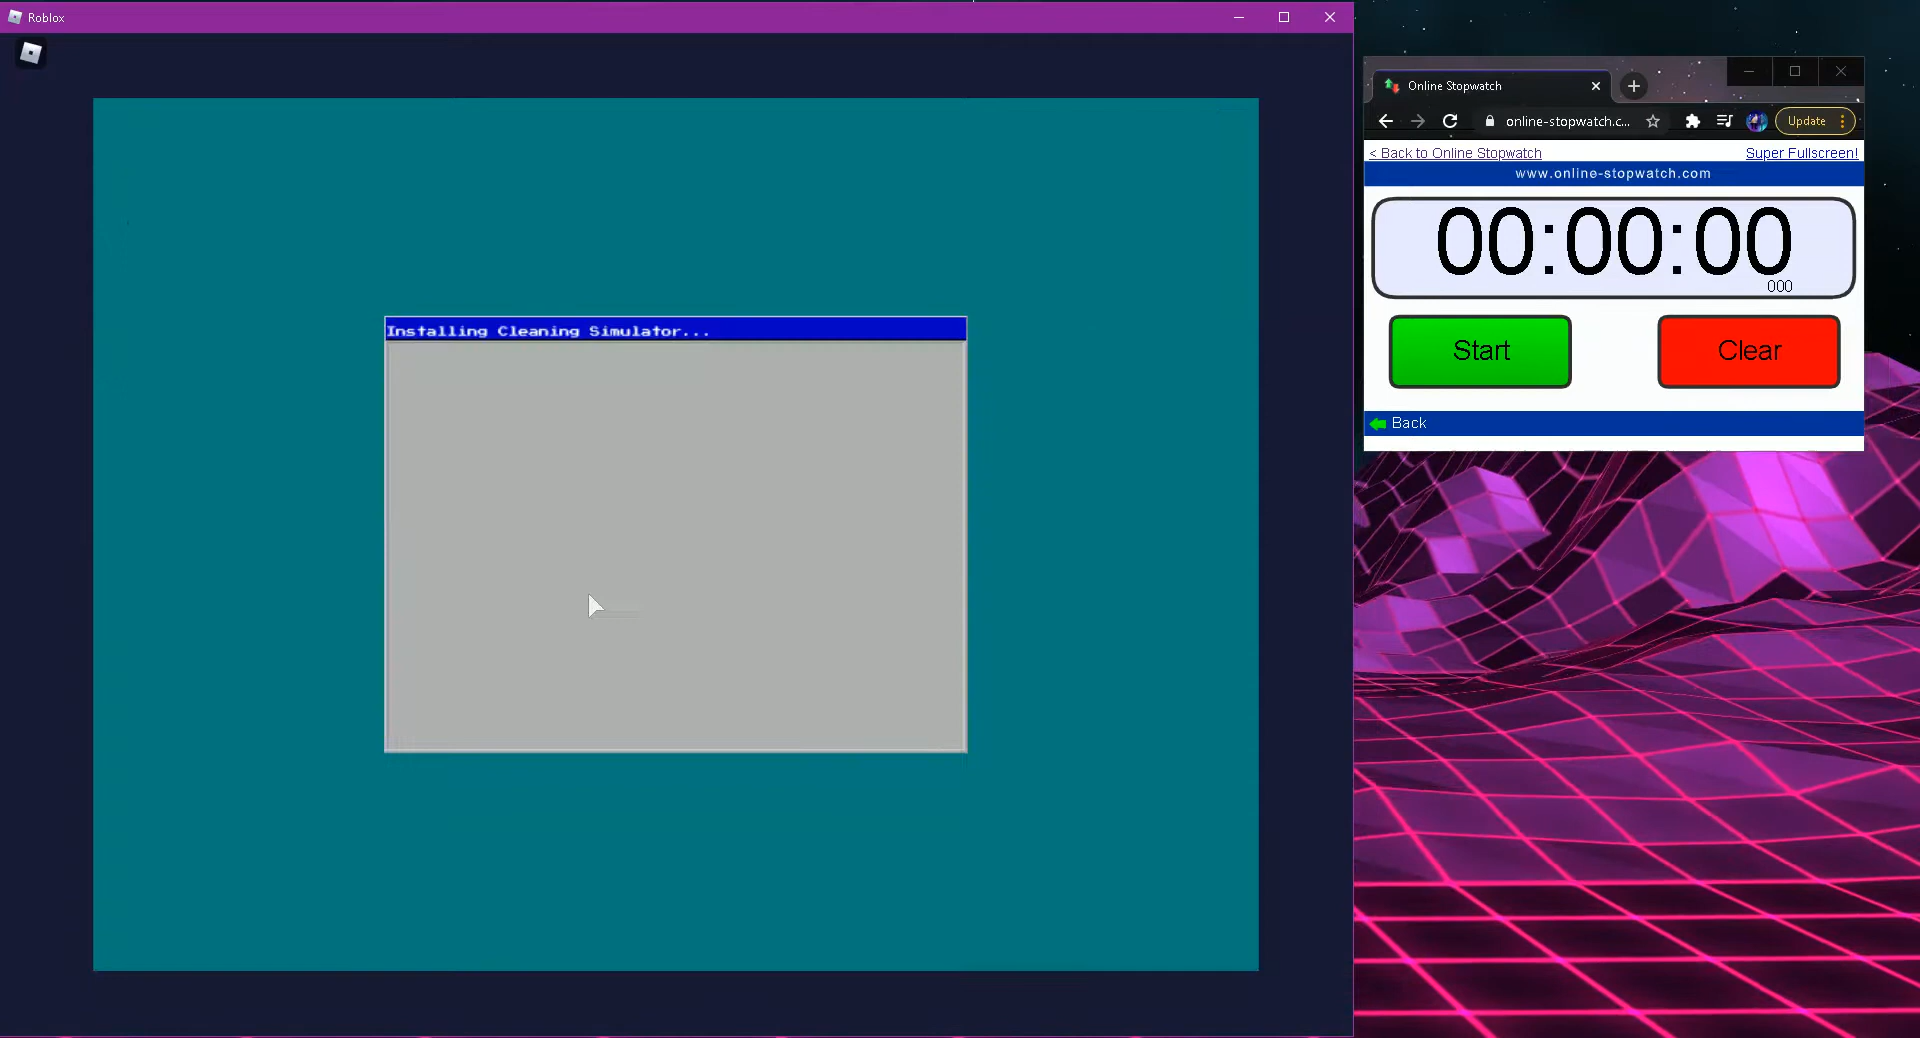 Roblox
Installing Cleaning Simulator...
Online Stopwatch
online-stopwatch.c...
Update
< Back to Online Stopwatch
Super Fullscreen!
www.online-stopwatch.com
00:00:00
000
Start
Clear
Back